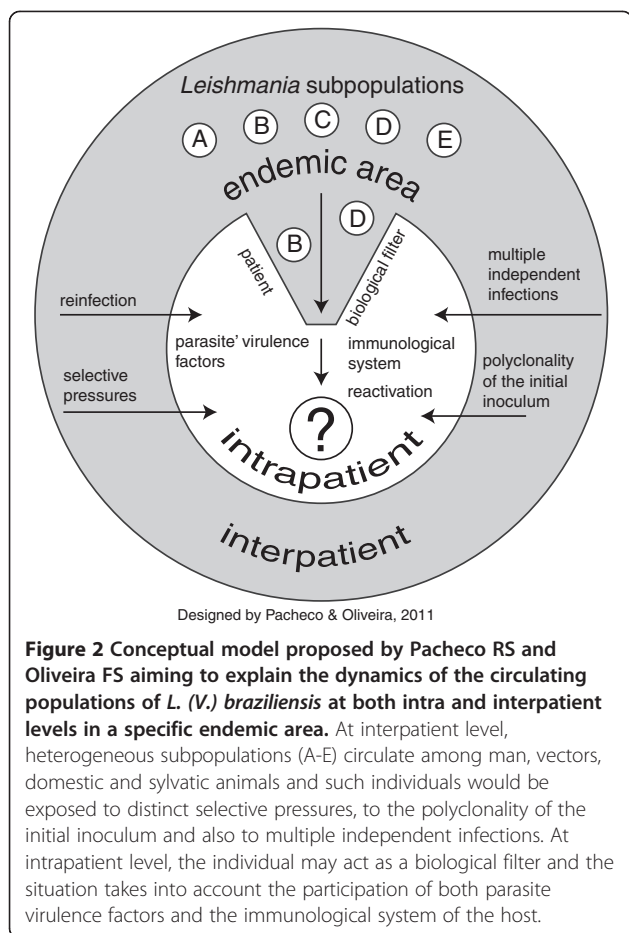 Leishmania subpopulations
A B C D E
endemic area
B D
patient
biological filter
reinfection
multiple
independent
infections
parasite' virulence
factors
immunological
system
selective
pressures
reactivation
polyclonality
of the initial
inoculum
?
intrapatient
interpatient
Designed by Pacheco & Oliveira, 2011
Figure 2 Conceptual model proposed by Pacheco RS and
Oliveira FS aiming to explain the dynamics of the circulating
populations of L. (V.) braziliensis at both intra and interpatient
levels in a specific endemic area. At interpatient level,
heterogeneous subpopulations (A-E) circulate among man, vectors,
domestic and sylvatic animals and such individuals would be
exposed to distinct selective pressures, to the polyclonality of the
initial inoculum and also to multiple independent infections. At
intrapatient level, the individual may act as a biological filter and the
situation takes into account the participation of both parasite
virulence factors and the immunological system of the host.